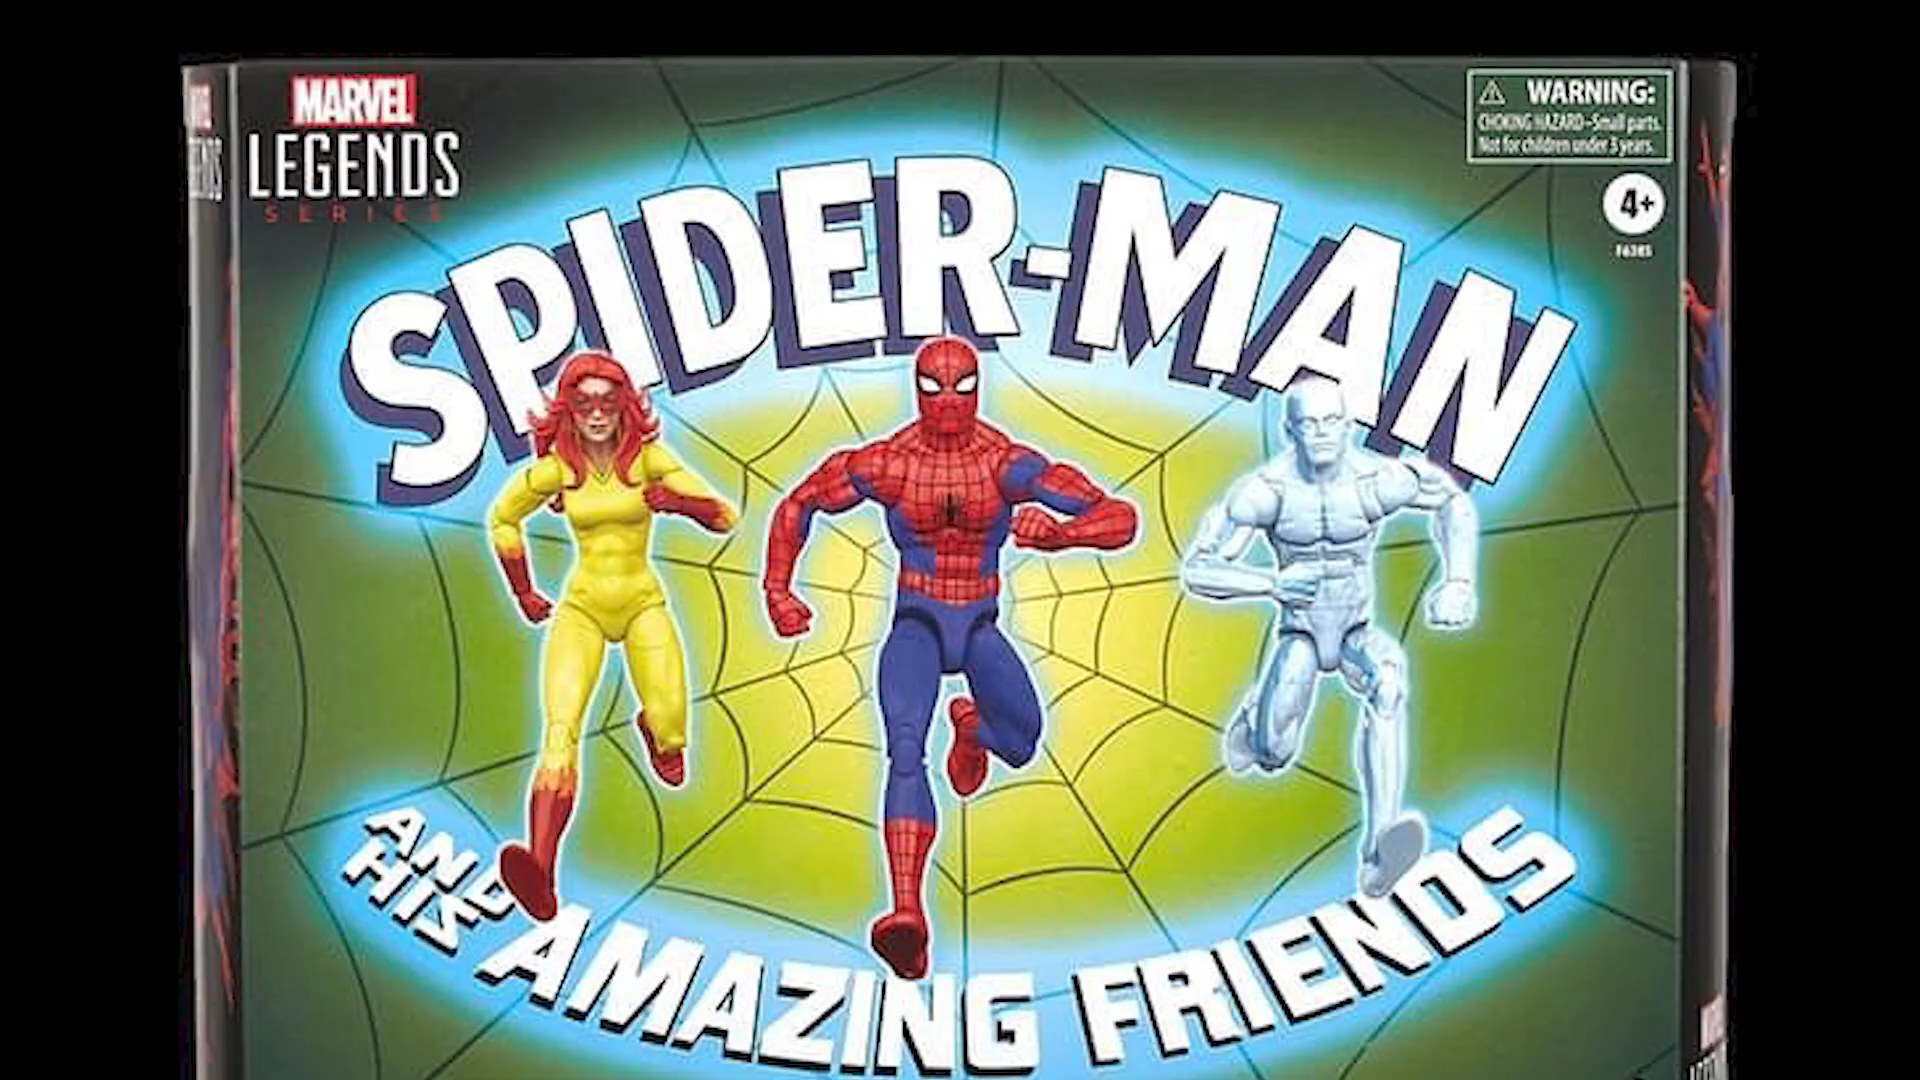 MARVEL
LEGENDS
SERIES
WARNING:
CHOKING HAZARD–Small parts.
Not for children under 3 years.
4+
F6385
SPIDER-MAN
AND
HIS
AMAZING FRIENDS